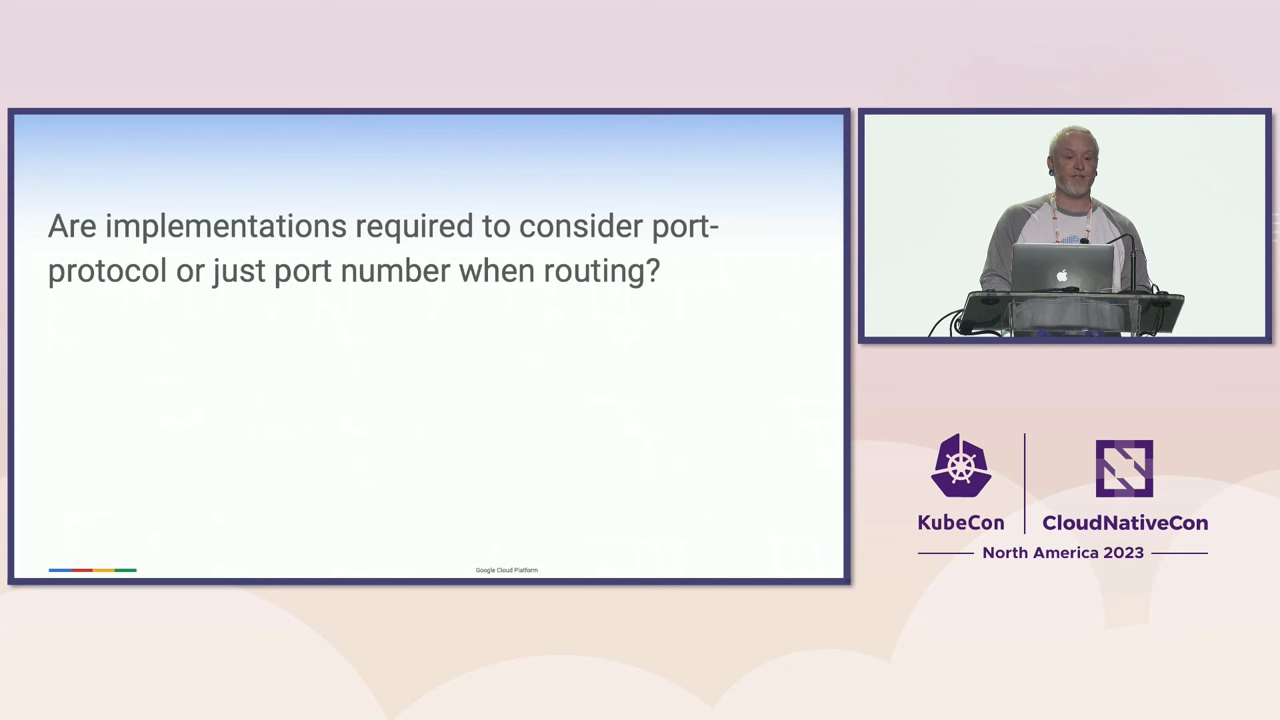 Are implementations required to consider port-
protocol or just port number when routing?
Google Cloud Platform
KubeCon
CloudNativeCon
North America 2023